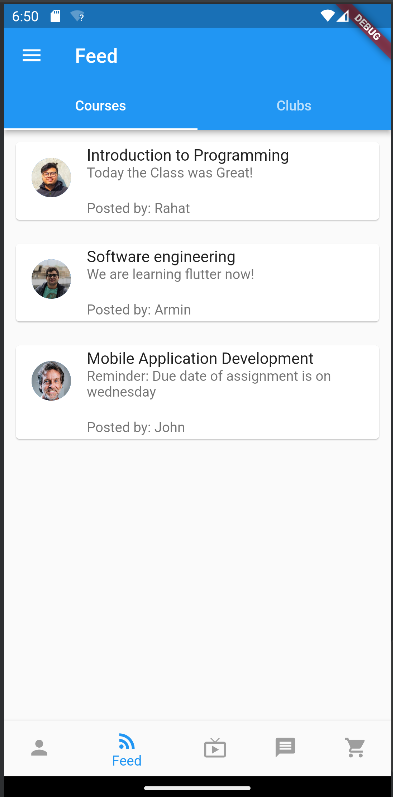 6:50
DEBUG
Feed
Courses
Clubs
Introduction to Programming
Today the Class was Great!
Posted by: Rahat
Software engineering
We are learning flutter now!
Posted by: Armin
Mobile Application Development
Reminder: Due date of assignment is on
wednesday
Posted by: John
Feed